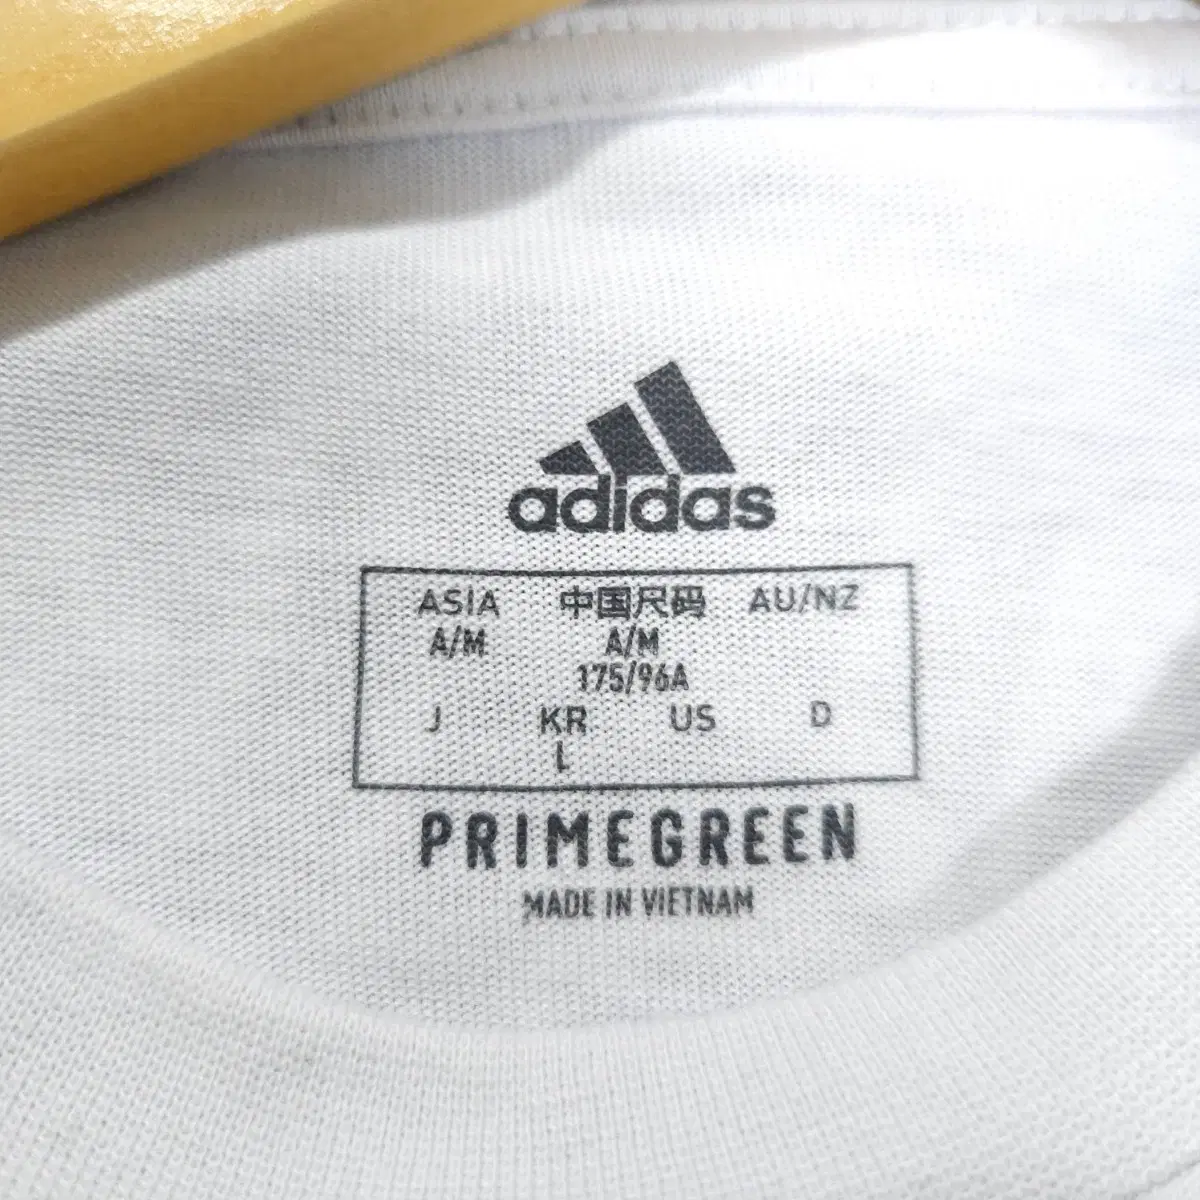 adidas
ASIA 中国尺码 AU/NZ
A/M A/M
175/96A
J KR US D
L
PRIMEGREEN
MADE IN VIETNAM